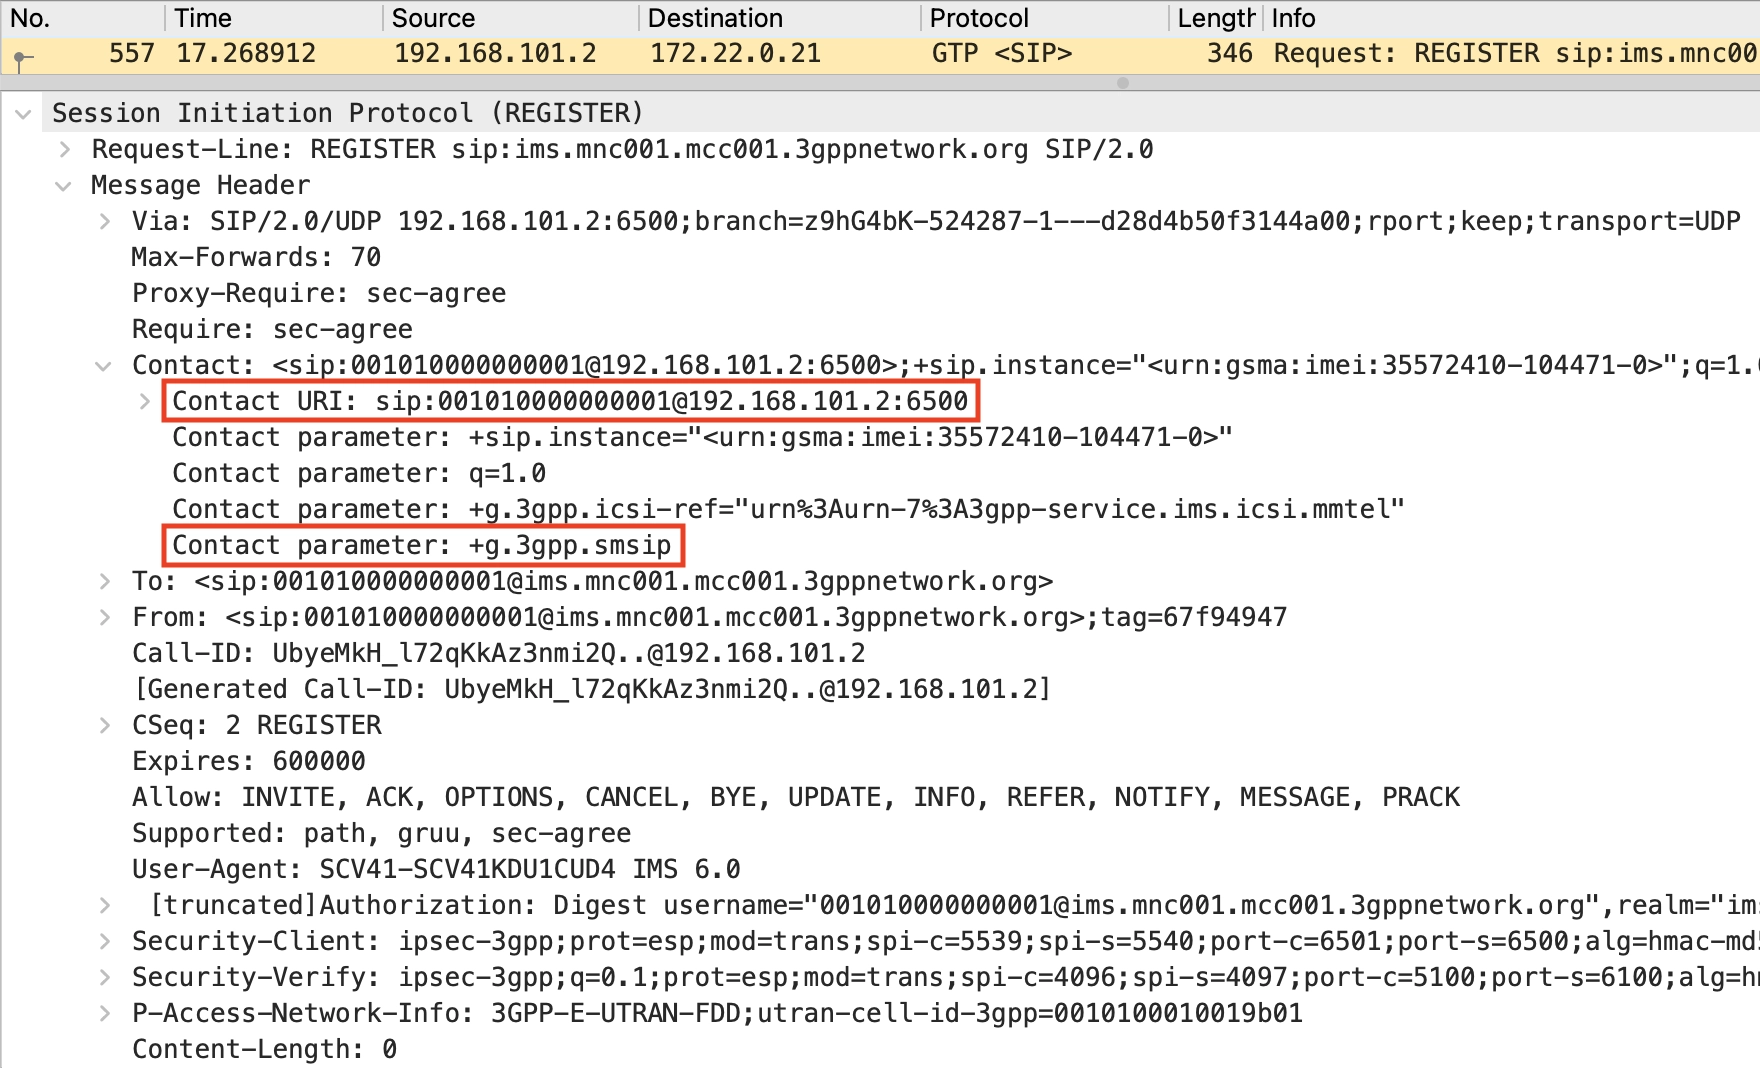 No. Time Source Destination Protocol Length Info
557 17.268912 192.168.101.2 172.22.0.21 GTP <SIP> 346 Request: REGISTER sip:ims.mnc00
Session Initiation Protocol (REGISTER)
Request-Line: REGISTER sip:ims.mnc001.mcc001.3gppnetwork.org SIP/2.0
Message Header
Via: SIP/2.0/UDP 192.168.101.2:6500;branch=z9hG4bK-524287-1---d28d4b50f3144a00;rport;keep;transport=UDP
Max-Forwards: 70
Proxy-Require: sec-agree
Require: sec-agree
Contact: <sip:001010000000001@192.168.101.2:6500>;+sip.instance="<urn:gsma:imei:35572410-104471-0>";q=1.0
Contact URI: sip:001010000000001@192.168.101.2:6500
Contact parameter: +sip.instance="<urn:gsma:imei:35572410-104471-0>"
Contact parameter: q=1.0
Contact parameter: +g.3gpp.icsi-ref="urn%3Aurn-7%3A3gpp-service.ims.icsi.mmtel"
Contact parameter: +g.3gpp.smsip
To: <sip:001010000000001@ims.mnc001.mcc001.3gppnetwork.org>
From: <sip:001010000000001@ims.mnc001.mcc001.3gppnetwork.org>;tag=67f94947
Call-ID: UbyeMkH_l72qKkAz3nmi2Q..@192.168.101.2
[Generated Call-ID: UbyeMkH_l72qKkAz3nmi2Q..@192.168.101.2]
CSeq: 2 REGISTER
Expires: 600000
Allow: INVITE, ACK, OPTIONS, CANCEL, BYE, UPDATE, INFO, REFER, NOTIFY, MESSAGE, PRACK
Supported: path, gruu, sec-agree
User-Agent: SCV41-SCV41KDU1CUD4 IMS 6.0
[truncated]Authorization: Digest username="001010000000001@ims.mnc001.mcc001.3gppnetwork.org",realm="ims
Security-Client: ipsec-3gpp;prot=esp;mod=trans;spi-c=5539;spi-s=5540;port-c=6501;port-s=6500;alg=hmac-md5
Security-Verify: ipsec-3gpp;q=0.1;prot=esp;mod=trans;spi-c=4096;spi-s=4097;port-c=5100;port-s=6100;alg=hm
P-Access-Network-Info: 3GPP-E-UTRAN-FDD;utran-cell-id-3gpp=0010100010019b01
Content-Length: 0